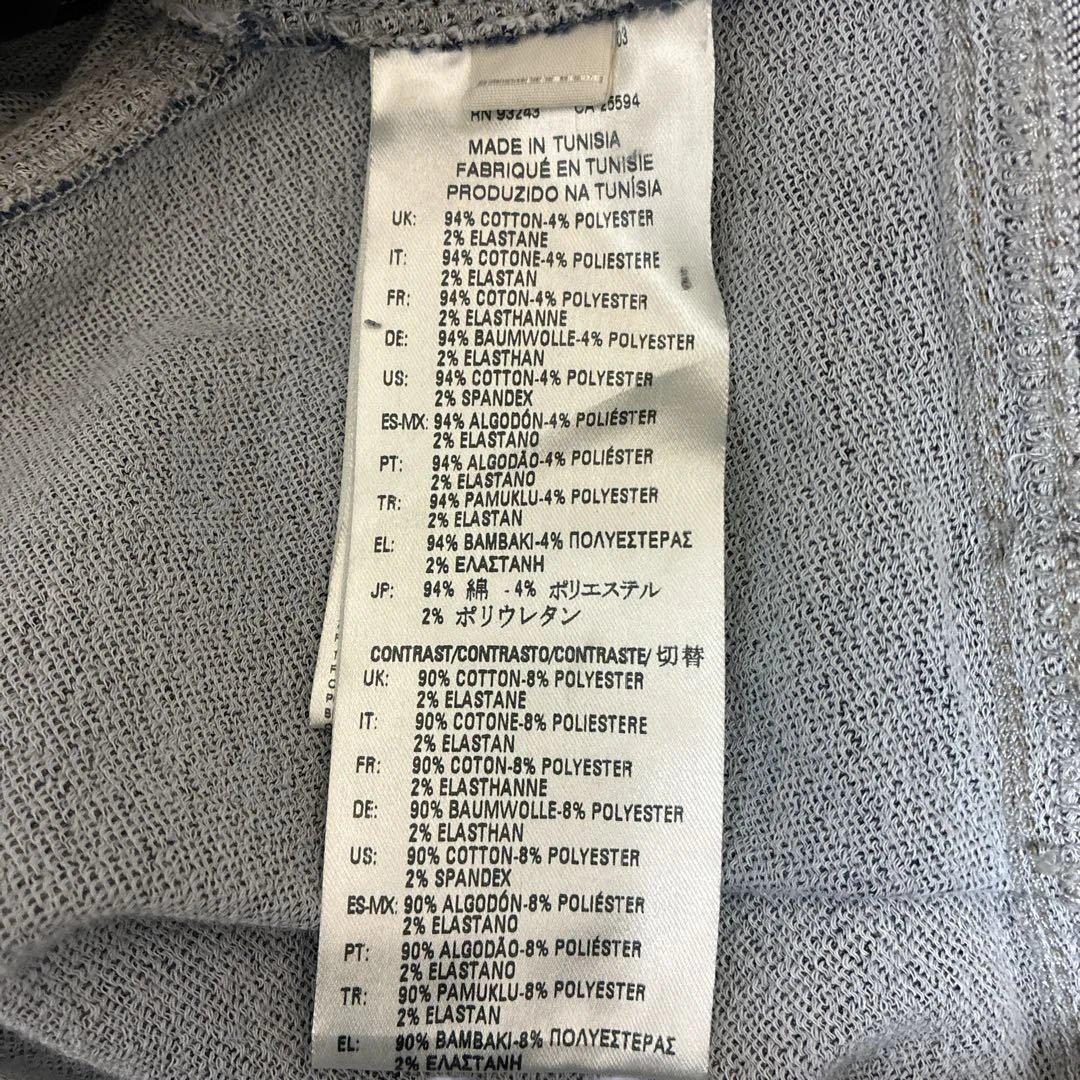 03
RN 93243 CA 25594
MADE IN TUNISIA
FABRIQUÉ EN TUNISIE
PRODUZIDO NA TUNÍSIA
UK: 94% COTTON-4% POLYESTER
2% ELASTANE
IT: 94% COTONE-4% POLIESTERE
2% ELASTAN
FR: 94% COTON-4% POLYESTER
2% ELASTHANNE
DE: 94% BAUMWOLLE-4% POLYESTER
2% ELASTHAN
US: 94% COTTON-4% POLYESTER
2% SPANDEX
ES-MX: 94% ALGODÓN-4% POLIÉSTER
2% ELASTANO
PT: 94% ALGODÃO-4% POLIÉSTER
2% ELASTANO
TR: 94% PAMUKLU-4% POLYESTER
2% ELASTAN
EL: 94% BAMBAKI-4% ΠΟΛΥΕΣΤΕΡΑΣ
2% ΕΛΑΣΤΑΝΗ
JP: 94% 綿 -4% ポリエステル
2% ポリウレタン
CONTRAST/CONTRASTO/CONTRASTE/切替
UK: 90% COTTON-8% POLYESTER
2% ELASTANE
IT: 90% COTONE-8% POLIESTERE
2% ELASTAN
FR: 90% COTON-8% POLYESTER
2% ELASTHANNE
DE: 90% BAUMWOLLE-8% POLYESTER
2% ELASTHAN
US: 90% COTTON-8% POLYESTER
2% SPANDEX
ES-MX: 90% ALGODÓN-8% POLIÉSTER
2% ELASTANO
PT: 90% ALGODÃO-8% POLIÉSTER
2% ELASTANO
TR: 90% PAMUKLU-8% POLYESTER
2% ELASTAN
EL: 90% BAMBAKI-8% ΠΟΛΥΕΣΤΕΡΑΣ
2% ΕΛΑΣΤΑΝΗ